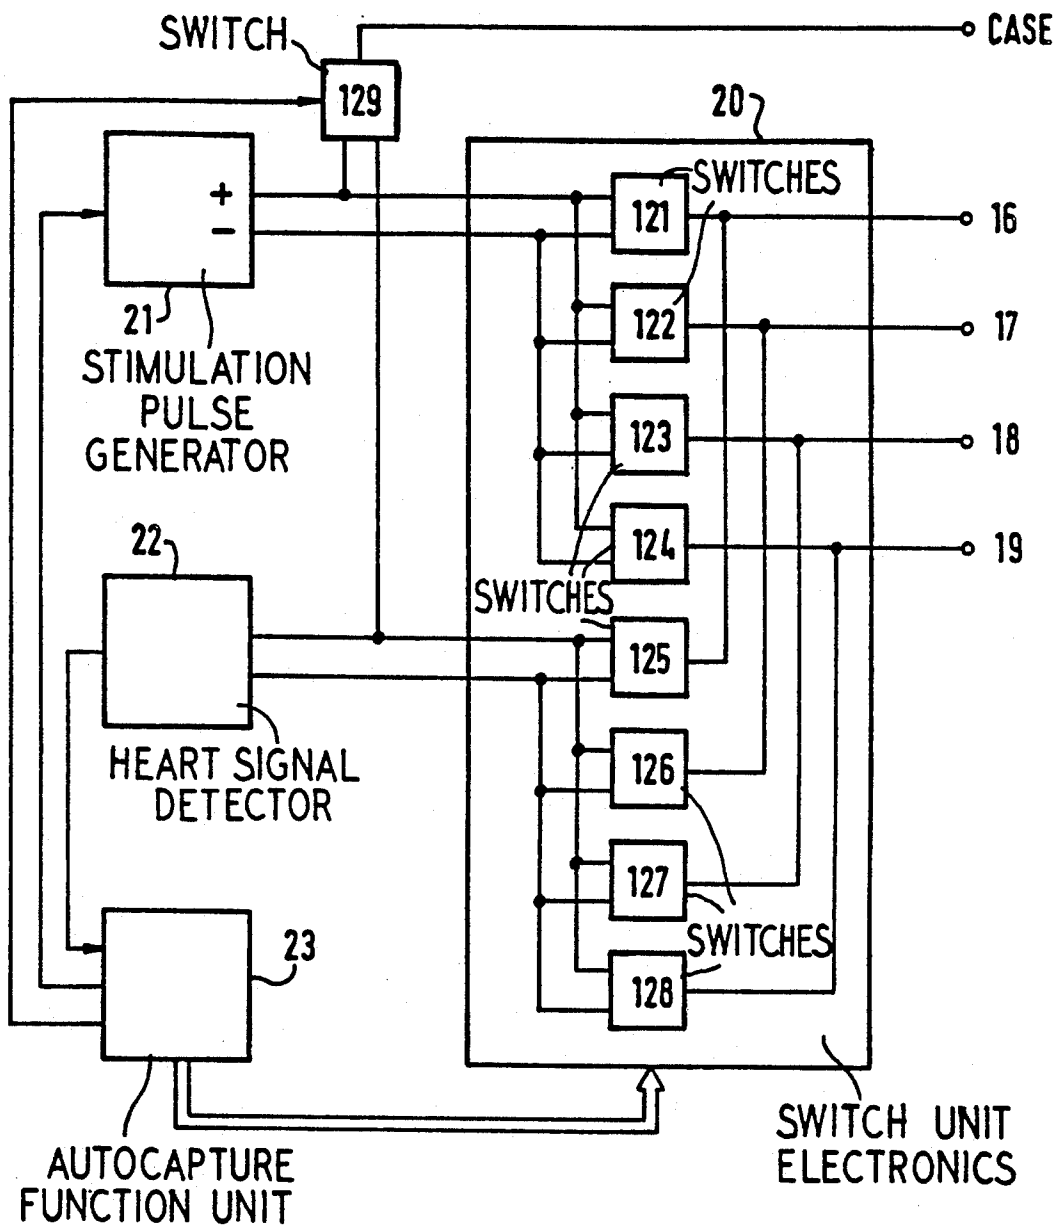 SWITCH
CASE
129
20
SWITCHES
+
121
16
−
21
122
17
STIMULATION
PULSE
GENERATOR
123
18
22
124
19
SWITCHES
125
HEART SIGNAL
DETECTOR
126
127
23
SWITCHES
128
SWITCH UNIT
ELECTRONICS
AUTOCAPTURE
FUNCTION UNIT